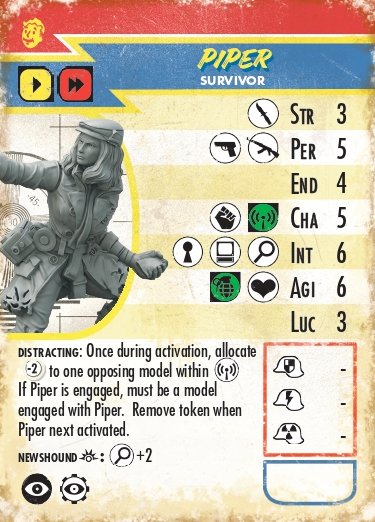 PIPER
SURVIVOR
STR 3
PER 5
END 4
CHA 5
INT 6
AGI 6
LUC 3
DISTRACTING: Once during activation, allocate
-2 to one opposing model within
If Piper is engaged, must be a model
engaged with Piper. Remove token when
Piper next activated.
NEWSHOUND : +2
-
-
-